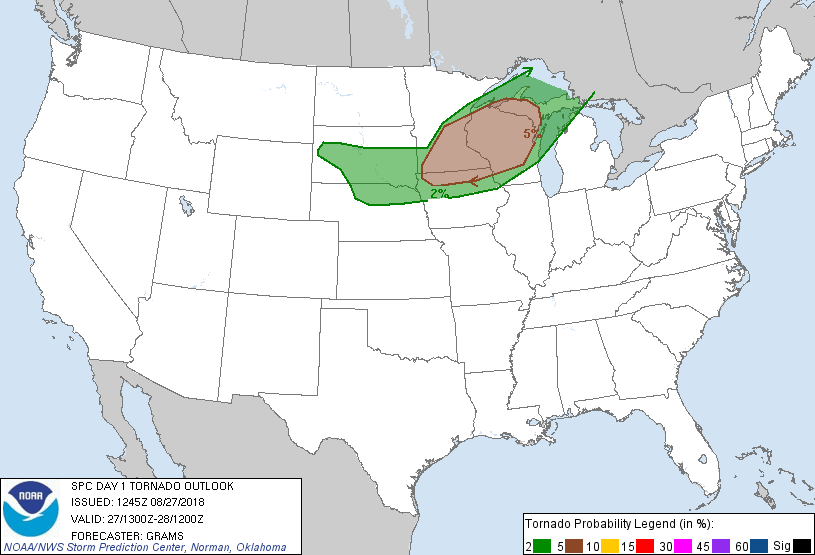 5%
2%
NOAA
SPC DAY 1 TORNADO OUTLOOK
ISSUED: 1245Z 08/27/2018
VALID: 27/1300Z-28/1200Z
FORECASTER: GRAMS
NOAA/NWS Storm Prediction Center, Norman, Oklahoma
Tornado Probability Legend (in %):
2 5 10 15 30 45 60 Sig